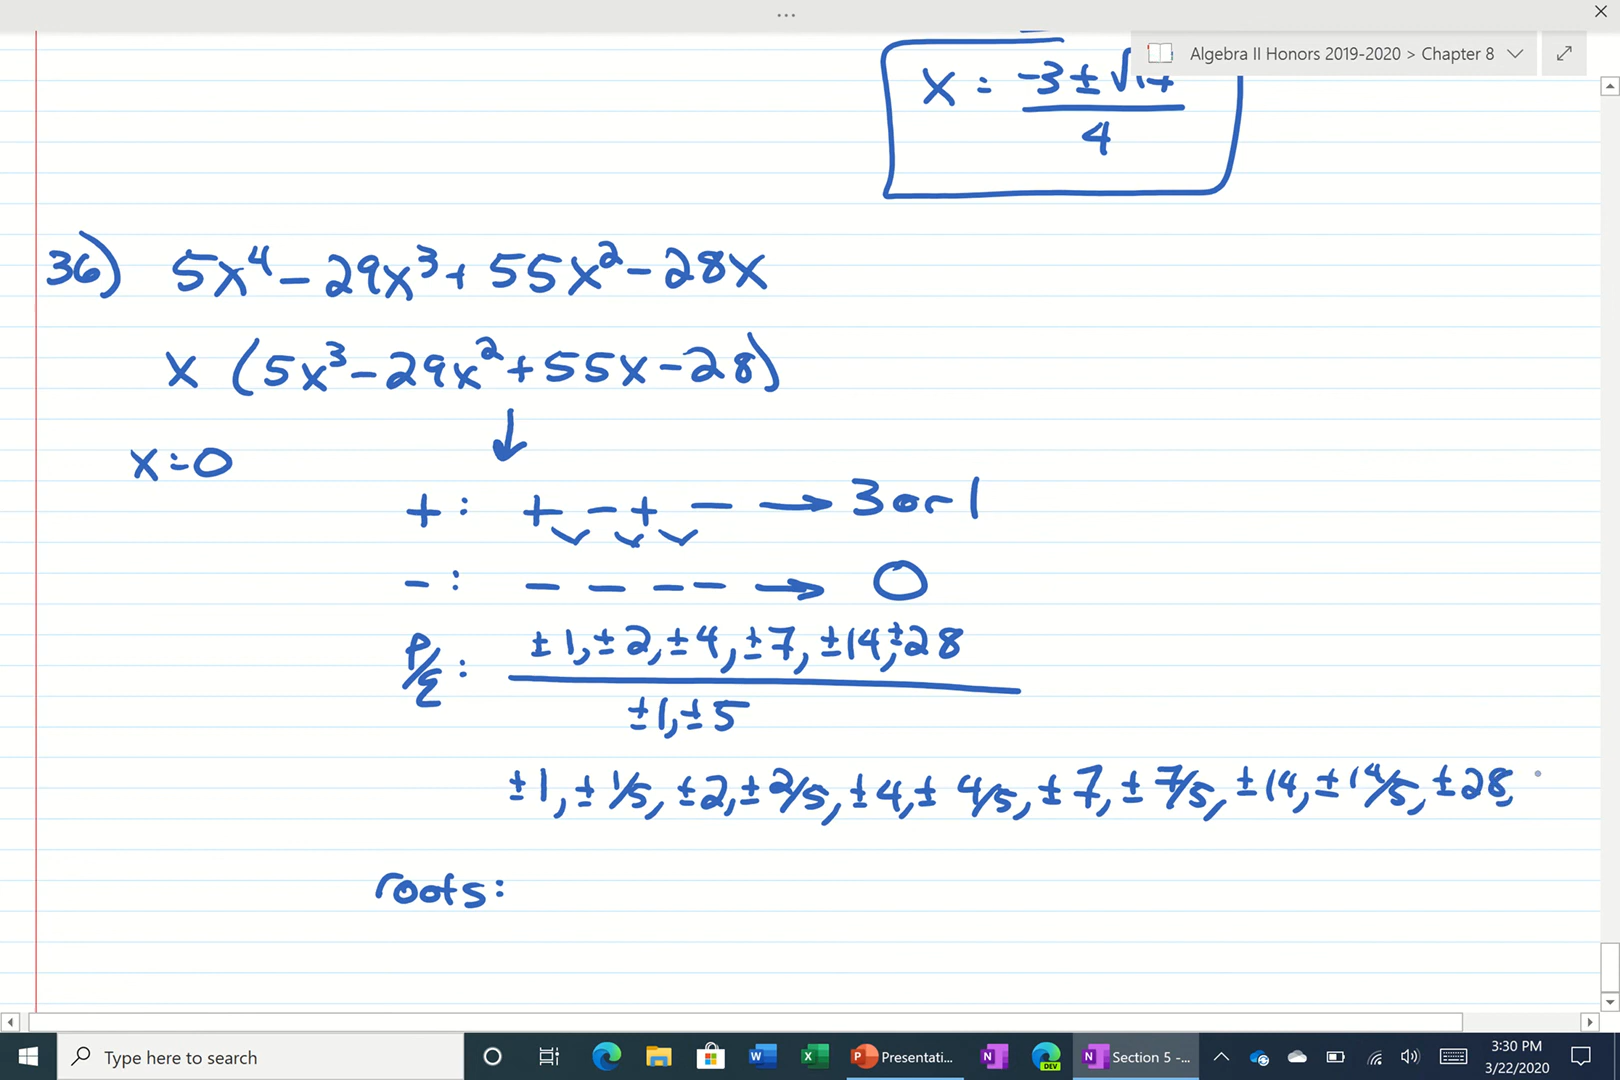 Algebra II Honors 2019-2020 > Chapter 8
x = (-3 ± √17)/4
36) 5x⁴ - 29x³ + 55x² - 28x
x (5x³ - 29x² + 55x - 28)
↓
x = 0
+: + - + - → 3 or 1
-: - - - - → 0
P/q: ±1, ±2, ±4, ±7, ±14, ±28
±1, ±5
±1, ±1/5, ±2, ±2/5, ±4, ±4/5, ±7, ±7/5, ±14, ±14/5, ±28,
roots:
Type here to search
Presentati...
DEV
Section 5 -...
3:30 PM
3/22/2020